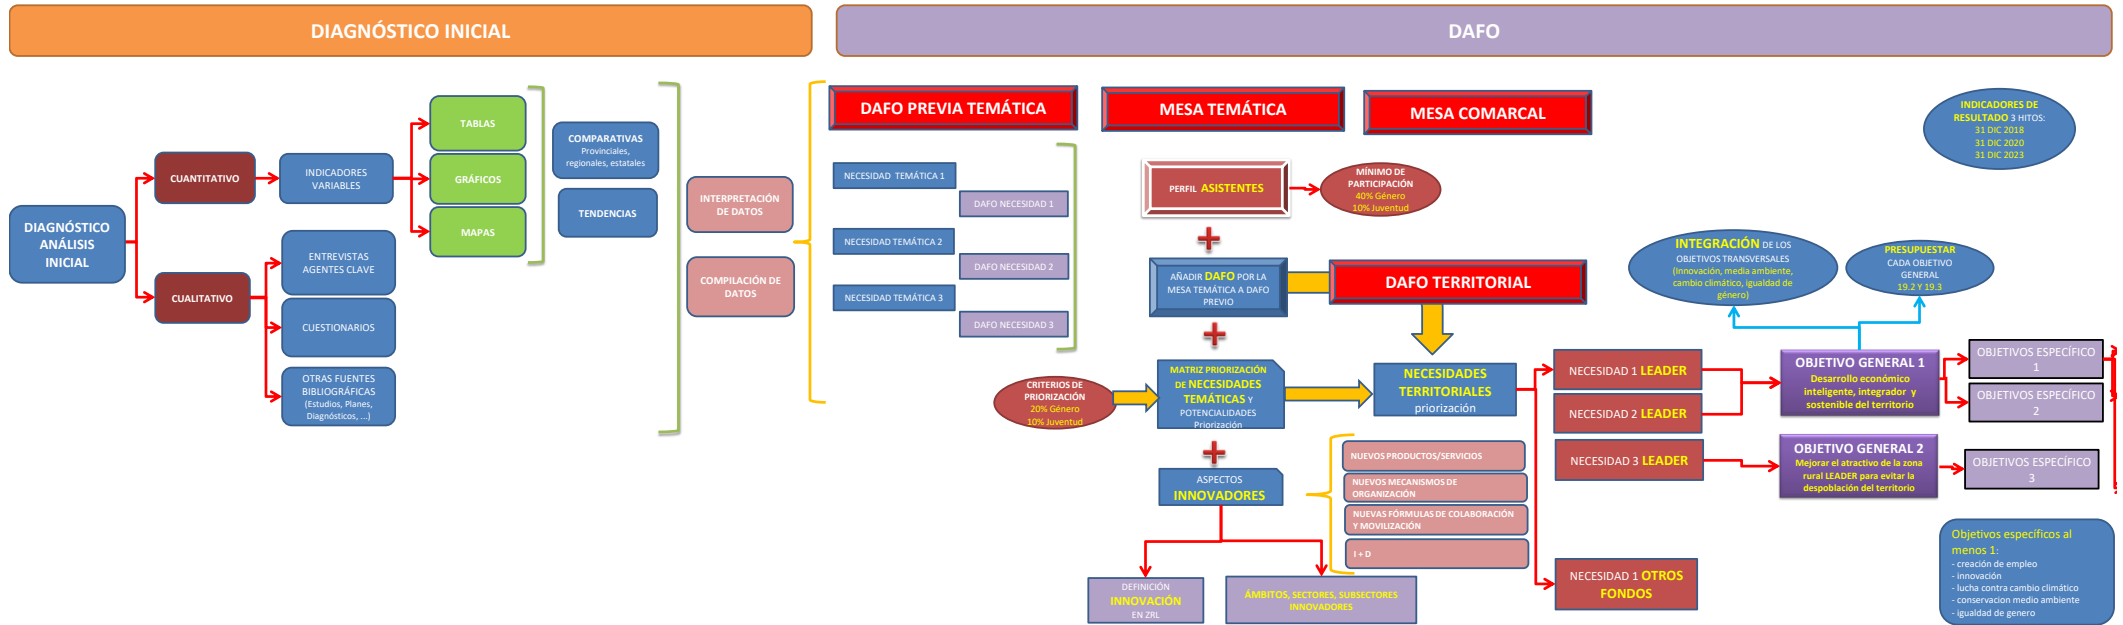 DIAGNÓSTICO INICIAL
DAFO
DIAGNÓSTICO
ANÁLISIS
INICIAL
CUANTITATIVO
CUALITATIVO
INDICADORES
VARIABLES
ENTREVISTAS
AGENTES CLAVE
CUESTIONARIOS
OTRAS FUENTES
BIBLIOGRÁFICAS
(Estudios, Planes,
Diagnósticos, ...)
TABLAS
GRÁFICOS
MAPAS
COMPARATIVAS
Provinciales,
regionales, estatales
TENDENCIAS
INTERPRETACIÓN
DE DATOS
COMPILACIÓN DE
DATOS
DAFO PREVIA TEMÁTICA
NECESIDAD TEMÁTICA 1
DAFO NECESIDAD 1
NECESIDAD TEMÁTICA 2
DAFO NECESIDAD 2
NECESIDAD TEMÁTICA 3
DAFO NECESIDAD 3
MESA TEMÁTICA
MESA COMARCAL
PERFIL ASISTENTES
MÍNIMO DE
PARTICIPACIÓN
40% Género
10% Juventud
AÑADIR DAFO POR LA
MESA TEMÁTICA A DAFO
PREVIO
DAFO TERRITORIAL
CRITERIOS DE
PRIORIZACIÓN
20% Género
10% Juventud
MATRIZ PRIORIZACIÓN
DE NECESIDADES
TEMÁTICAS Y
POTENCIALIDADES
Priorización
NECESIDADES
TERRITORIALES
priorización
ASPECTOS
INNOVADORES
NUEVOS PRODUCTOS/SERVICIOS
NUEVOS MECANISMOS DE
ORGANIZACIÓN
NUEVAS FÓRMULAS DE COLABORACIÓN
Y MOVILIZACIÓN
I + D
DEFINICIÓN
INNOVACIÓN
EN ZRL
ÁMBITOS, SECTORES, SUBSECTORES
INNOVADORES
NECESIDAD 1 LEADER
NECESIDAD 2 LEADER
NECESIDAD 3 LEADER
NECESIDAD 1 OTROS
FONDOS
INDICADORES DE
RESULTADO 3 HITOS:
31 DIC 2018
31 DIC 2020
31 DIC 2023
INTEGRACIÓN DE LOS
OBJETIVOS TRANSVERSALES
(Innovación, media ambiente,
cambio climático, igualdad de
género)
PRESUPUESTAR
CADA OBJETIVO
GENERAL
19.2 Y 19.3
OBJETIVO GENERAL 1
Desarrollo económico
inteligente, integrador y
sostenible del territorio
OBJETIVOS ESPECÍFICO
1
OBJETIVOS ESPECÍFICO
2
OBJETIVO GENERAL 2
Mejorar el atractivo de la zona
rural LEADER para evitar la
despoblación del territorio
OBJETIVOS ESPECÍFICO
3
Objetivos específicos al
menos 1:
- creación de empleo
- innovación
- lucha contra cambio climático
- conservacion medio ambiente
- igualdad de genero